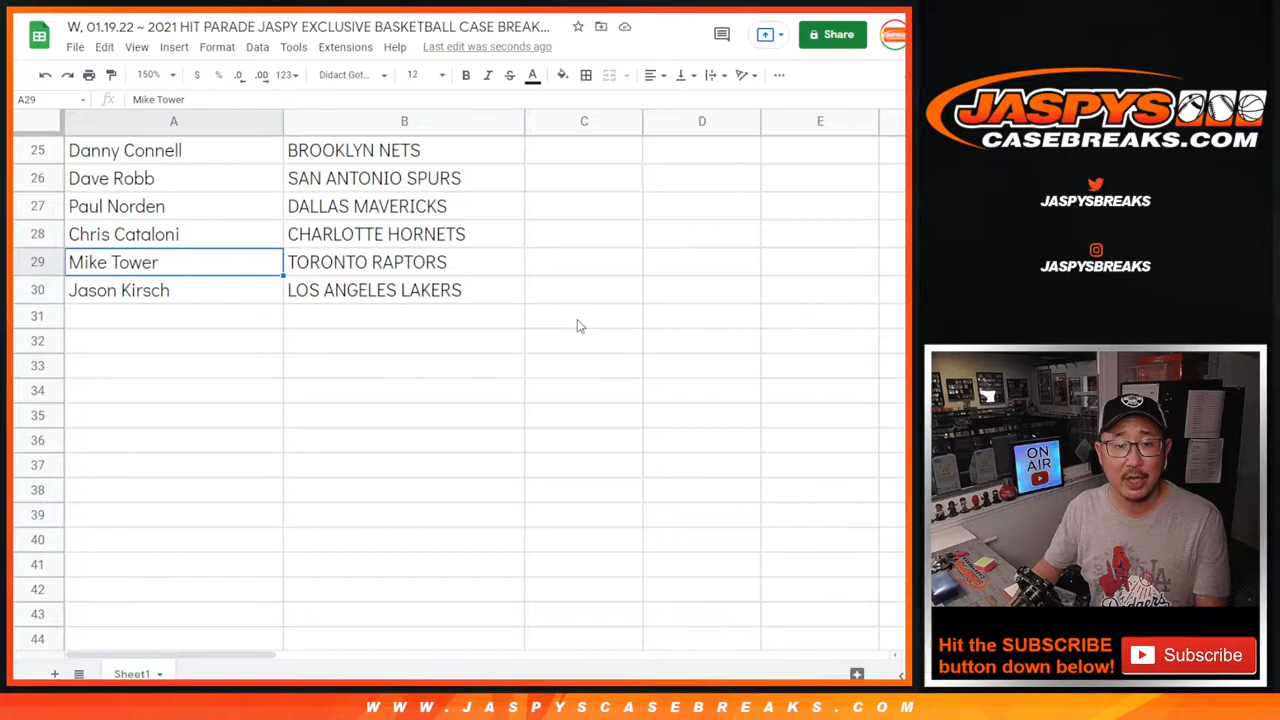 W, 01.19.22 ~ 2021 HIT PARADE JASPY EXCLUSIVE BASKETBALL CASE BREAK...
File Edit View Insert Format Data Tools Extensions Help Last edit was seconds ago
Share
150% $ % .0 .00 123 Didact Got... 12 B I S A
A29 fx Mike Tower
A B C D E
25 Danny Connell BROOKLYN NETS
26 Dave Robb SAN ANTONIO SPURS
27 Paul Norden DALLAS MAVERICKS
28 Chris Cataloni CHARLOTTE HORNETS
29 Mike Tower TORONTO RAPTORS
30 Jason Kirsch LOS ANGELES LAKERS
31
32
33
34
35
36
37
38
39
40
41
42
43
44
Sheet1
JASPYS
CASEBREAKS.COM
JASPYSBREAKS
JASPYSBREAKS
ON
AIR
Dodgers
Hit the SUBSCRIBE
button down below!
Subscribe
WWW.JASPYSCASEBREAKS.COM